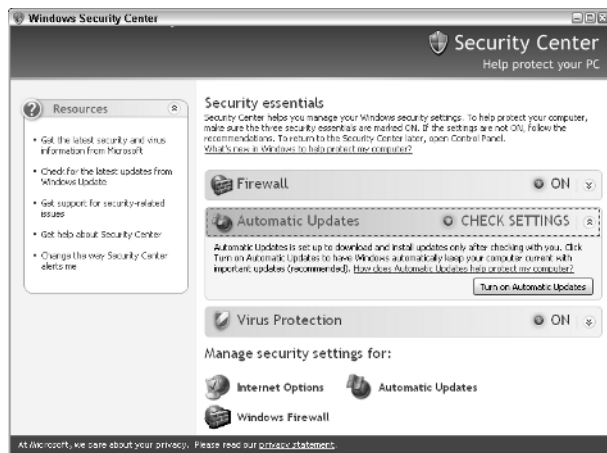 Windows Security Center
Security Center
Help protect your PC
Resources
• Get the latest security and virus
information from Microsoft
• Check for the latest updates from
Windows Update
• Get support for security-related
issues
• Get help about Security Center
• Change the way Security Center
alerts me
Security essentials
Security Center helps you manage your Windows security settings. To help protect your computer,
make sure the three security essentials are marked ON. If the settings are not ON, follow the
recommendations. To return to the Security Center later, open Control Panel.
What's new in Windows to help protect my computer?
Firewall ON
Automatic Updates CHECK SETTINGS
Automatic Updates is set up to download and install updates only after checking with you. Click
Turn on Automatic Updates to have Windows automatically keep your computer current with
important updates (recommended). How does Automatic Updates help protect my computer?
Turn on Automatic Updates
Virus Protection ON
Manage security settings for:
Internet Options Automatic Updates
Windows Firewall
At Microsoft, we care about your privacy. Please read our privacy statement.